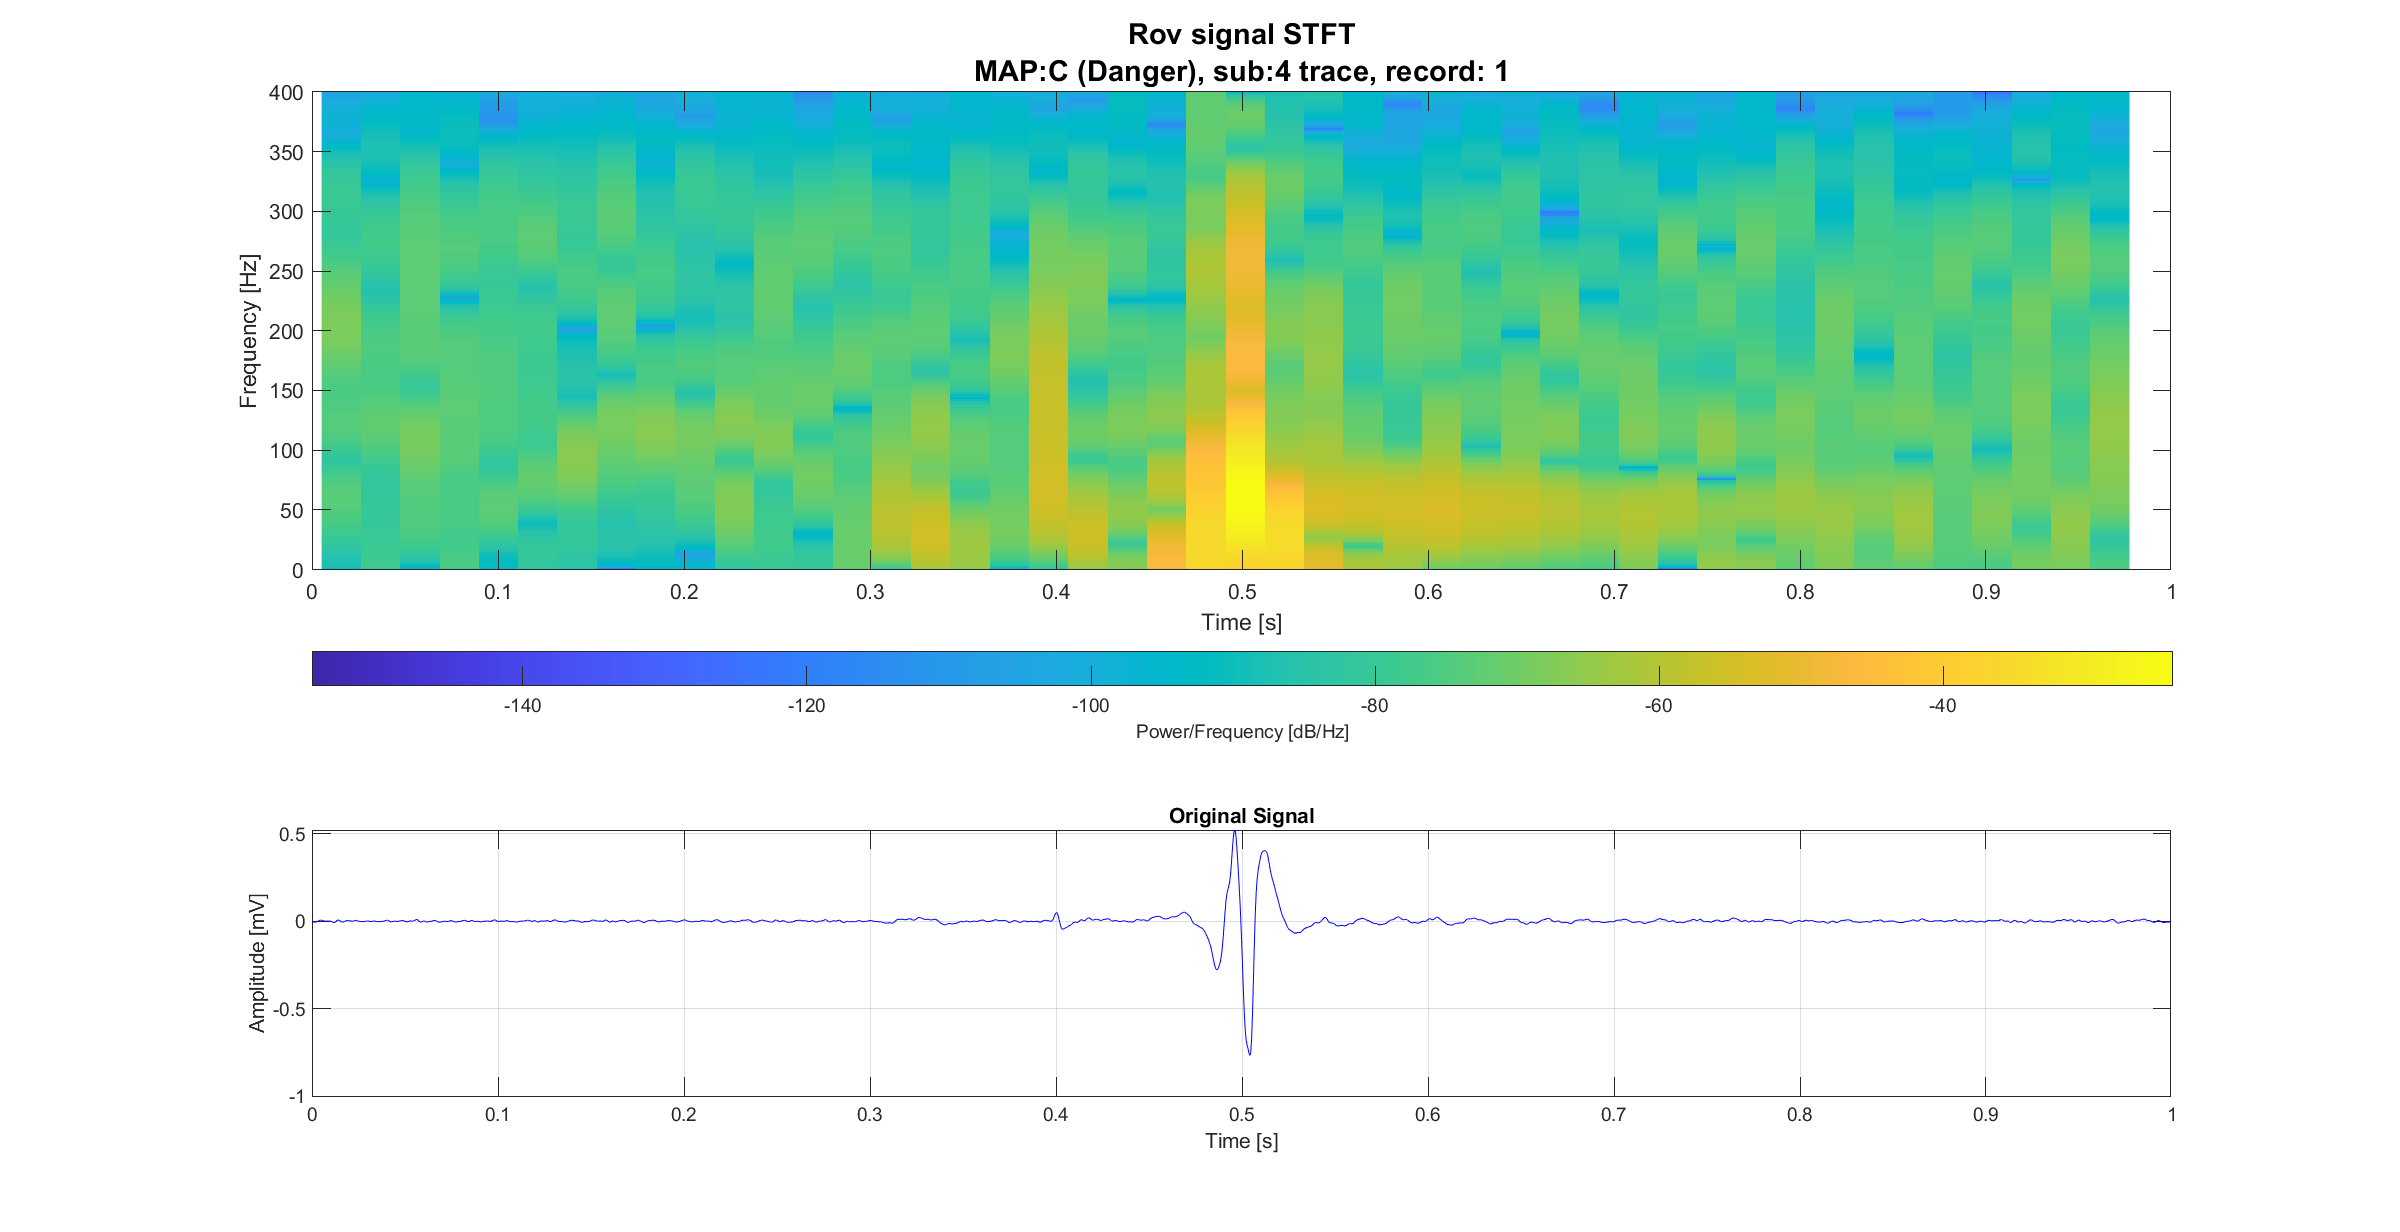 Rov signal STFT
MAP:C (Danger), sub:4 trace, record: 1
400
350
300
250
200
150
100
50
0
Frequency [Hz]
0 0.1 0.2 0.3 0.4 0.5 0.6 0.7 0.8 0.9 1
Time [s]
-140 -120 -100 -80 -60 -40
Power/Frequency [dB/Hz]
Original Signal
0.5
0
-0.5
-1
Amplitude [mV]
0 0.1 0.2 0.3 0.4 0.5 0.6 0.7 0.8 0.9 1
Time [s]